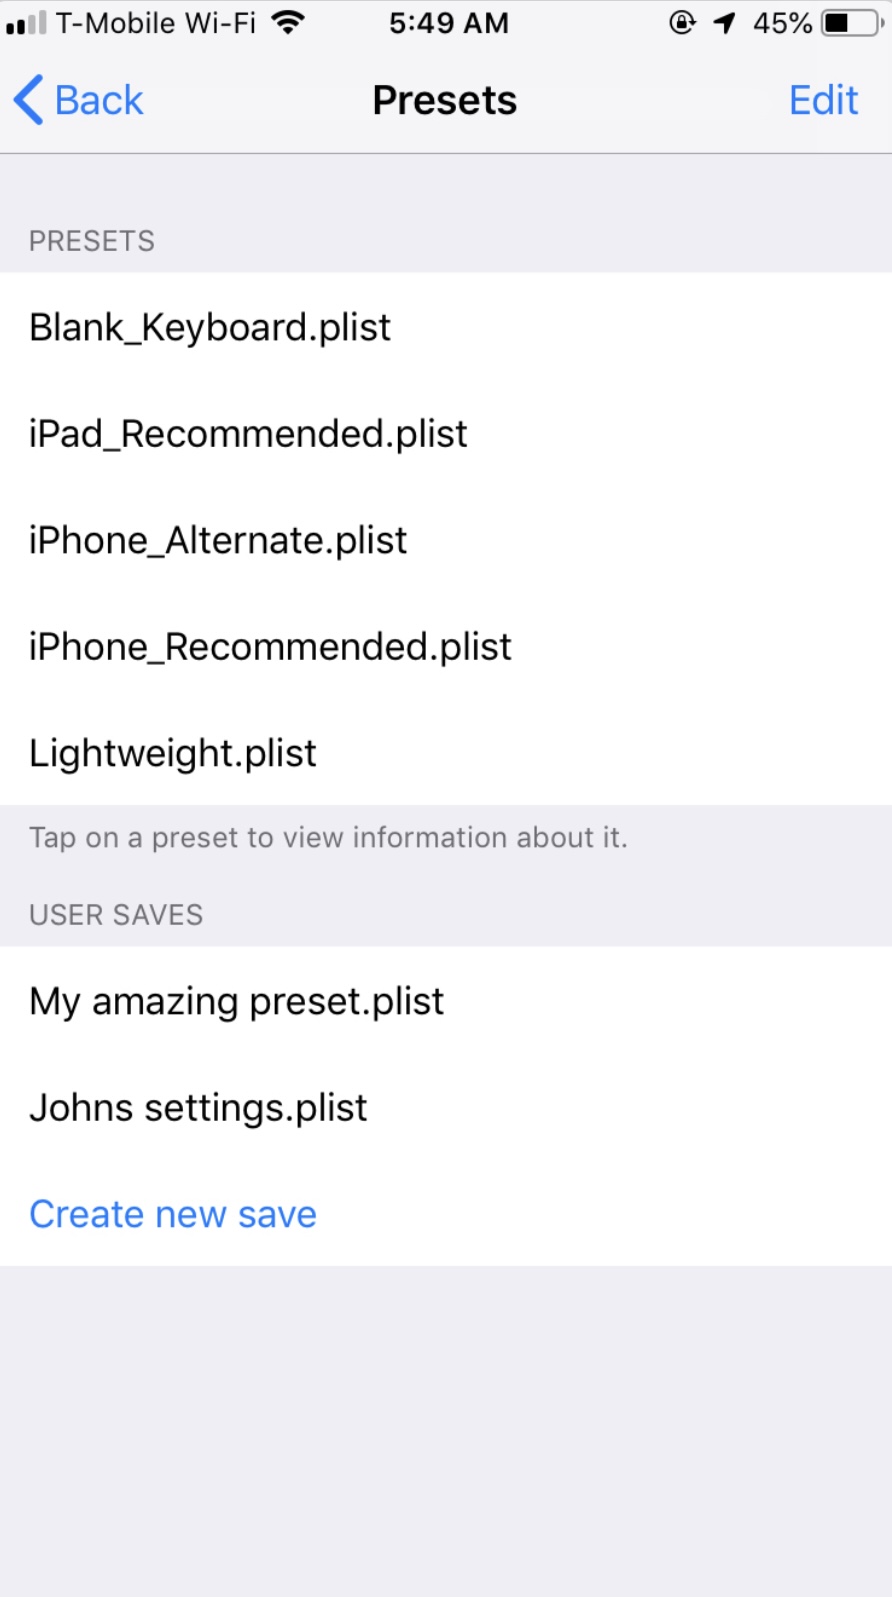 T-Mobile Wi-Fi 5:49 AM 45%
Back Presets Edit
PRESETS
Blank_Keyboard.plist
iPad_Recommended.plist
iPhone_Alternate.plist
iPhone_Recommended.plist
Lightweight.plist
Tap on a preset to view information about it.
USER SAVES
My amazing preset.plist
Johns settings.plist
Create new save